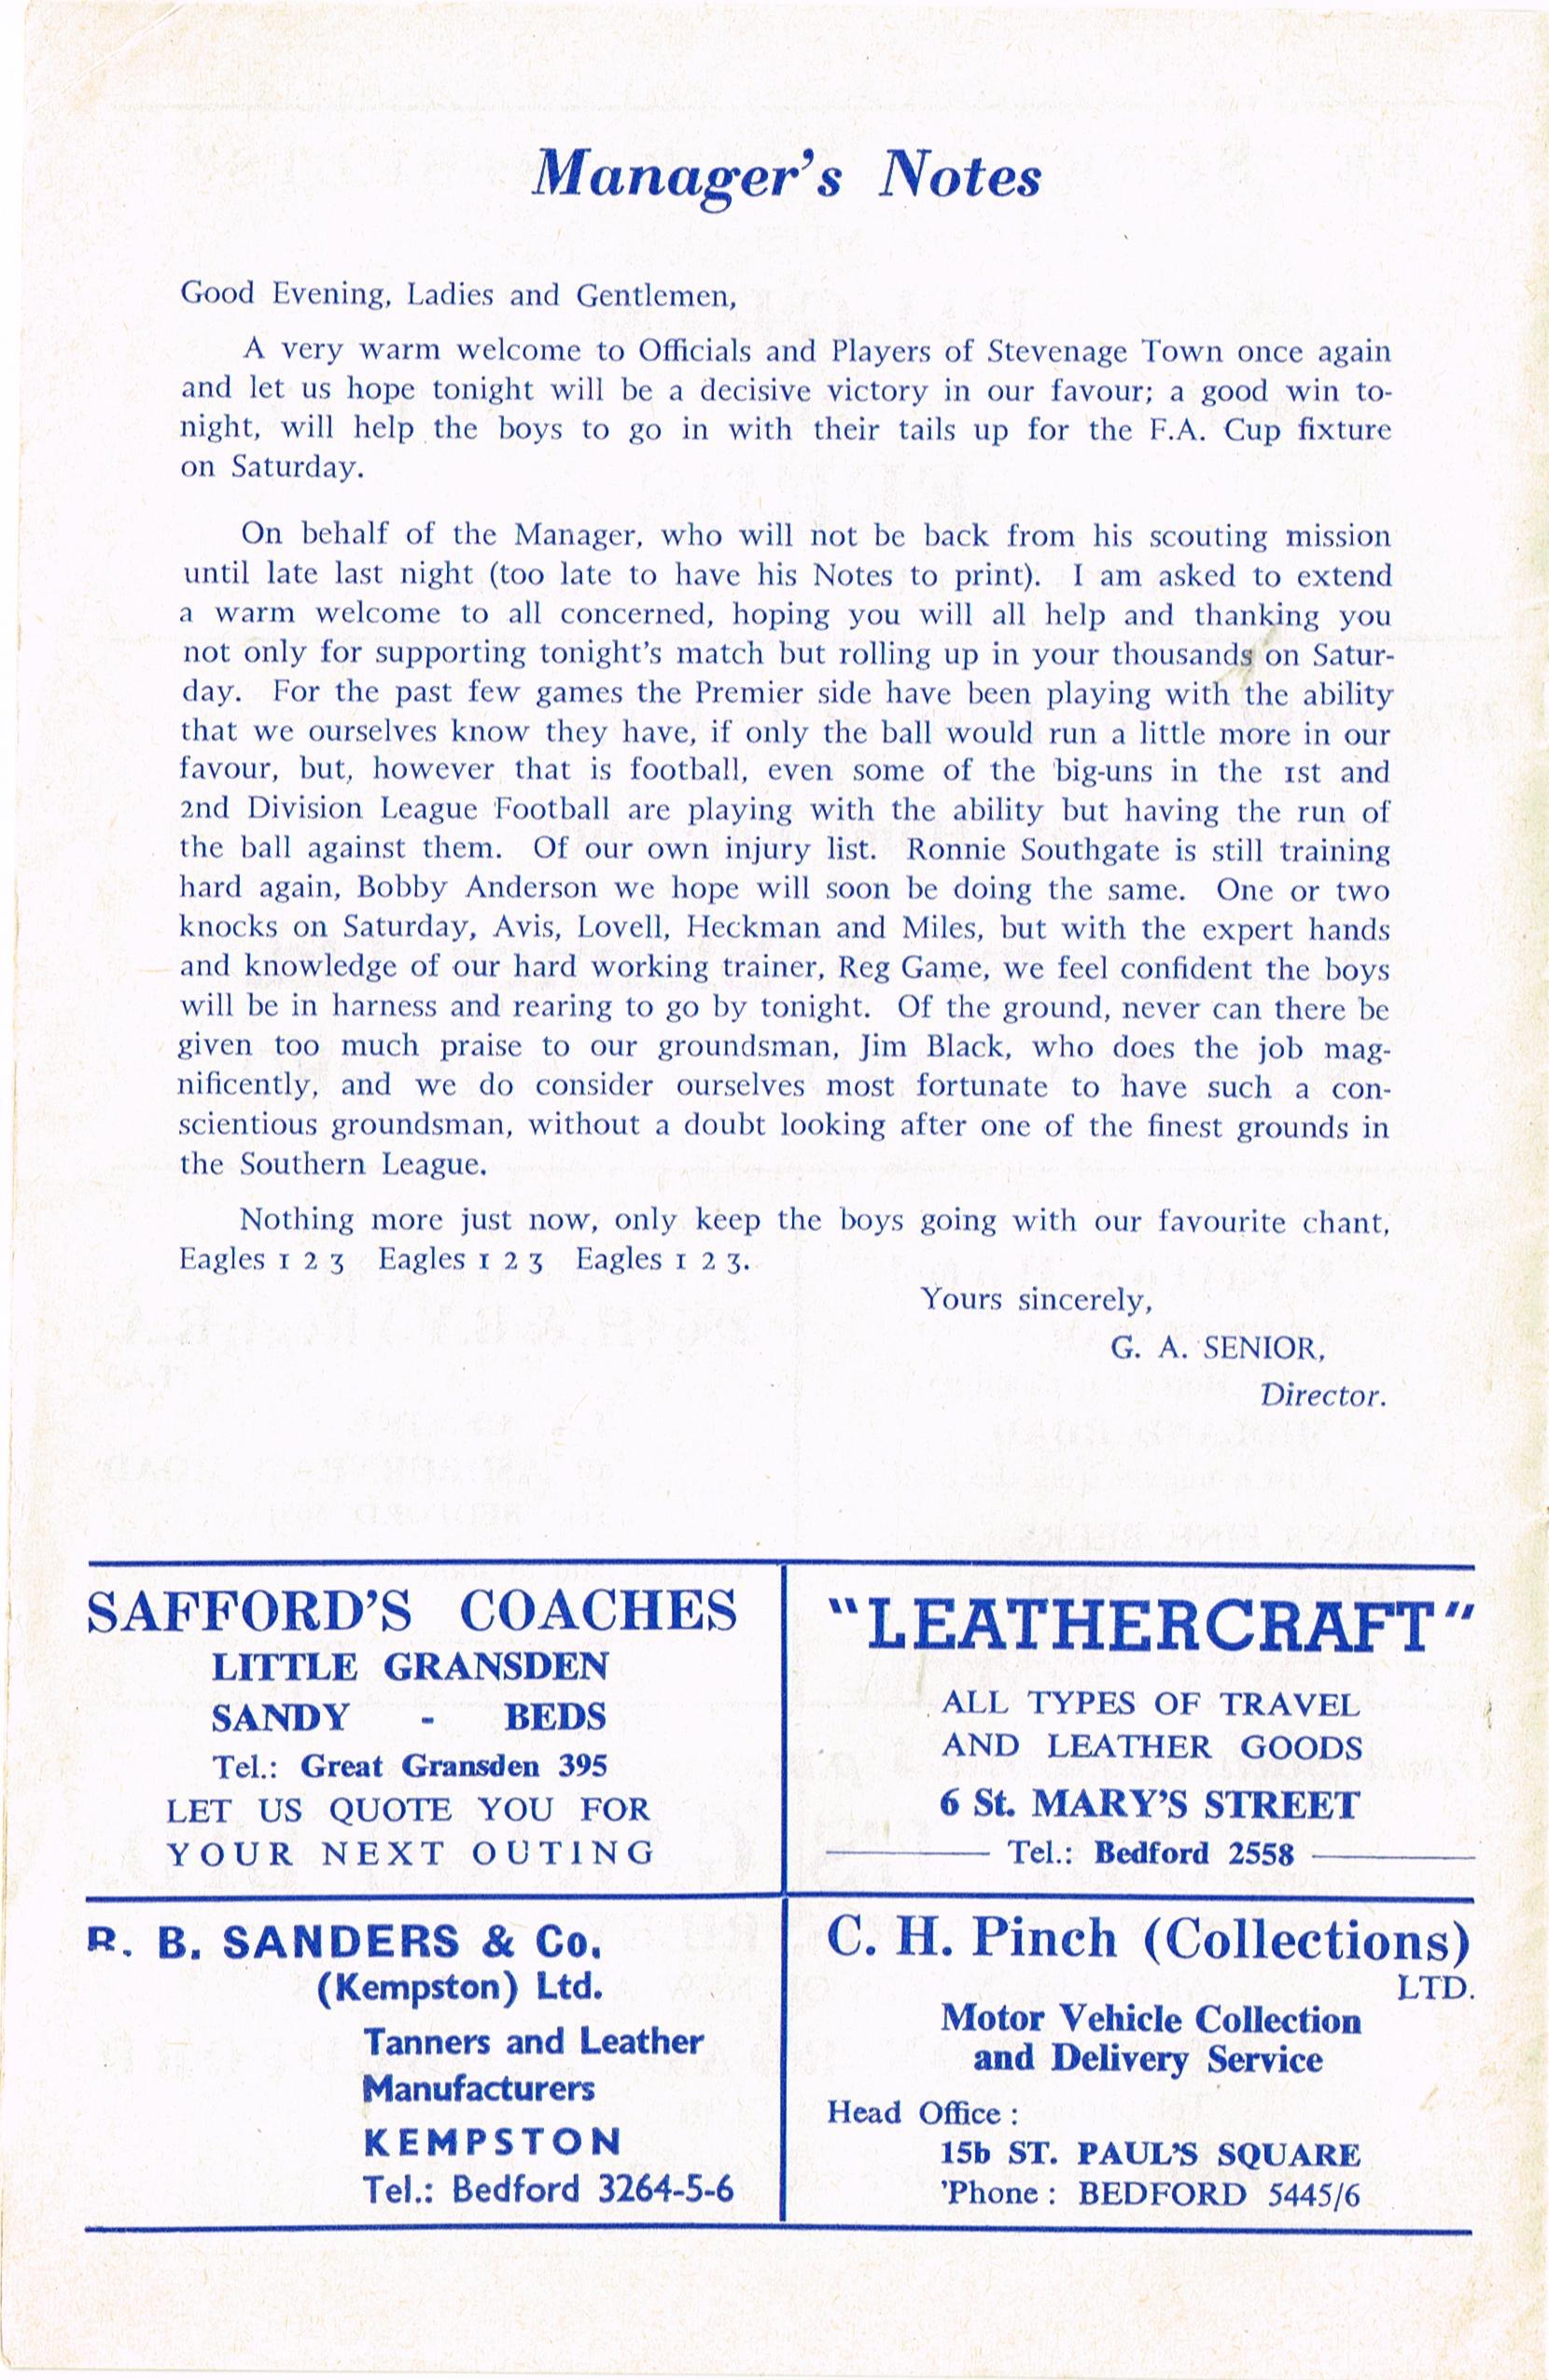 Manager's Notes
Good Evening, Ladies and Gentlemen,
A very warm welcome to Officials and Players of Stevenage Town once again
and let us hope tonight will be a decisive victory in our favour; a good win to-
night, will help the boys to go in with their tails up for the F.A. Cup fixture
on Saturday.
On behalf of the Manager, who will not be back from his scouting mission
until late last night (too late to have his Notes to print). I am asked to extend
a warm welcome to all concerned, hoping you will all help and thanking you
not only for supporting tonight's match but rolling up in your thousands on Satur-
day. For the past few games the Premier side have been playing with the ability
that we ourselves know they have, if only the ball would run a little more in our
favour, but, however that is football, even some of the big-uns in the 1st and
2nd Division League Football are playing with the ability but having the run of
the ball against them. Of our own injury list. Ronnie Southgate is still training
hard again, Bobby Anderson we hope will soon be doing the same. One or two
knocks on Saturday, Avis, Lovell, Heckman and Miles, but with the expert hands
and knowledge of our hard working trainer, Reg Game, we feel confident the boys
will be in harness and rearing to go by tonight. Of the ground, never can there be
given too much praise to our groundsman, Jim Black, who does the job mag-
nificently, and we do consider ourselves most fortunate to have such a con-
scientious groundsman, without a doubt looking after one of the finest grounds in
the Southern League.
Nothing more just now, only keep the boys going with our favourite chant,
Eagles 1 2 3 Eagles 1 2 3 Eagles 1 2 3.
Yours sincerely,
G. A. SENIOR,
Director.
SAFFORD'S COACHES
LITTLE GRANSDEN
SANDY - BEDS
Tel.: Great Gransden 395
LET US QUOTE YOU FOR
YOUR NEXT OUTING
"LEATHERCRAFT"
ALL TYPES OF TRAVEL
AND LEATHER GOODS
6 St. MARY'S STREET
Tel.: Bedford 2558
R. B. SANDERS & Co.
(Kempston) Ltd.
Tanners and Leather
Manufacturers
KEMPSTON
Tel.: Bedford 3264-5-6
C. H. Pinch (Collections)
LTD.
Motor Vehicle Collection
and Delivery Service
Head Office :
15b ST. PAUL'S SQUARE
'Phone : BEDFORD 5445/6